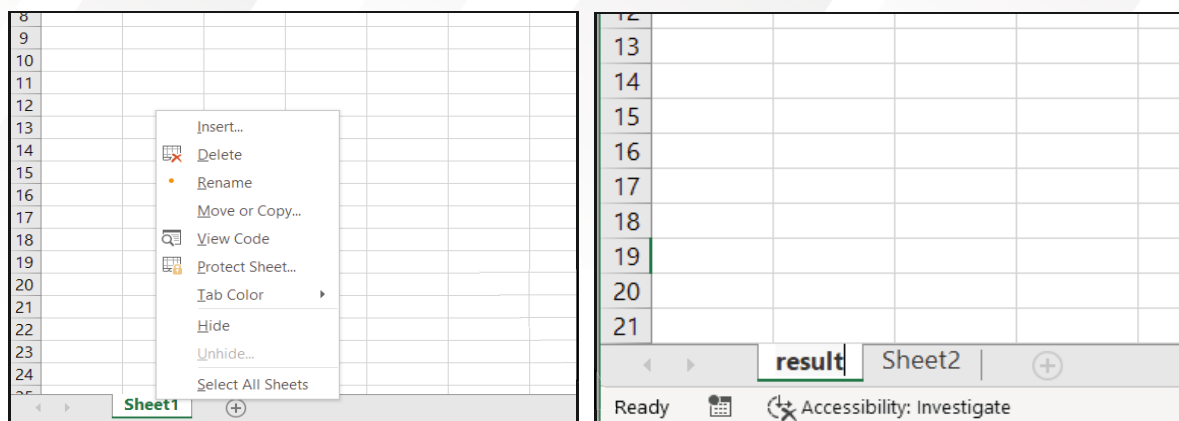 8
9
10
11
12
13
14
15
16
17
18
19
20
21
22
23
24
Insert...
Delete
Rename
Move or Copy...
View Code
Protect Sheet...
Tab Color
Hide
Unhide...
Select All Sheets
Sheet1
13
14
15
16
17
18
19
20
21
result Sheet2
Ready Accessibility: Investigate